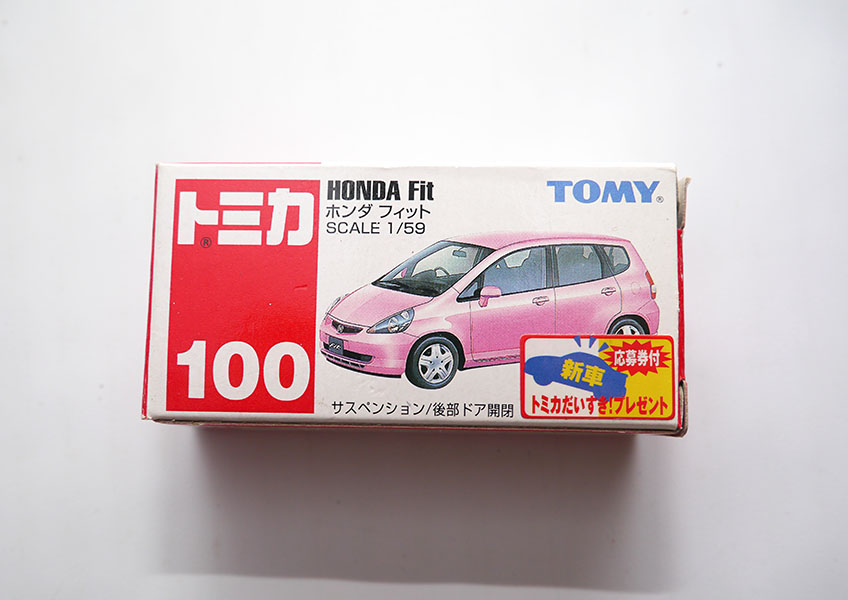 トミカ
®
100
HONDA Fit
ホンダ フィット
SCALE 1/59
TOMY®
サスペンション/後部ドア開閉
新車
応募券付
トミカだいすき!プレゼント